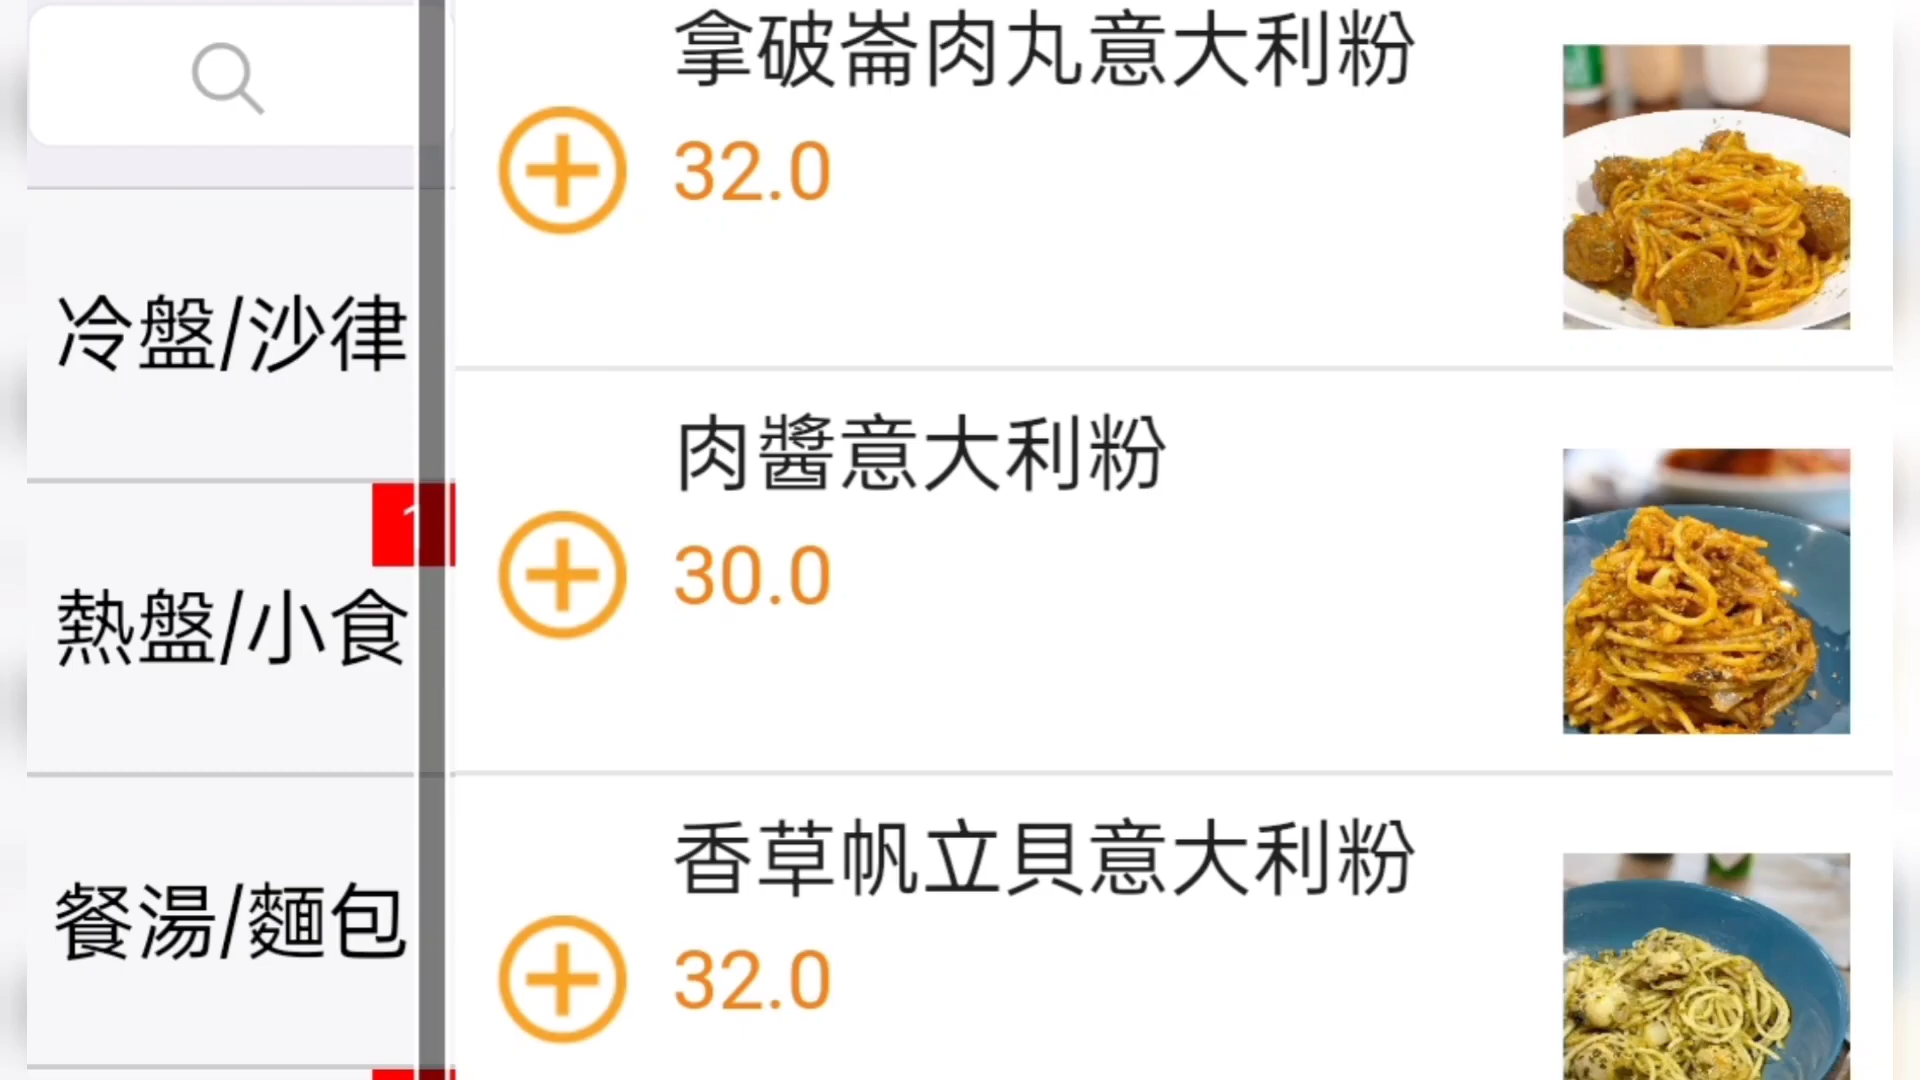 冷盤/沙律
1
熱盤/小食
餐湯/麵包
拿破崙肉丸意大利粉
32.0
肉醬意大利粉
30.0
香草帆立貝意大利粉
32.0